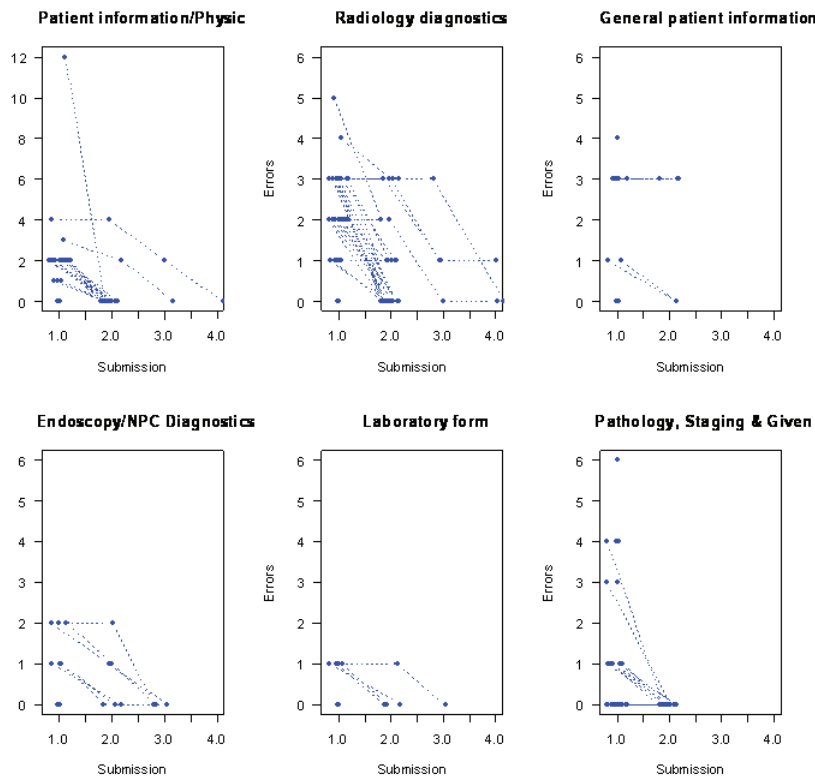 Patient information/Physic
12
10
8
6
4
2
0
1.0 2.0 3.0 4.0
Submission
Radiology diagnostics
Errors
6
5
4
3
2
1
0
1.0 2.0 3.0 4.0
Submission
General patient information
Errors
6
5
4
3
2
1
0
1.0 2.0 3.0 4.0
Submission
Endoscopy/NPC Diagnostics
6
5
4
3
2
1
0
1.0 2.0 3.0 4.0
Submission
Laboratory form
Errors
6
5
4
3
2
1
0
1.0 2.0 3.0 4.0
Submission
Pathology, Staging & Given
Errors
6
5
4
3
2
1
0
1.0 2.0 3.0 4.0
Submission